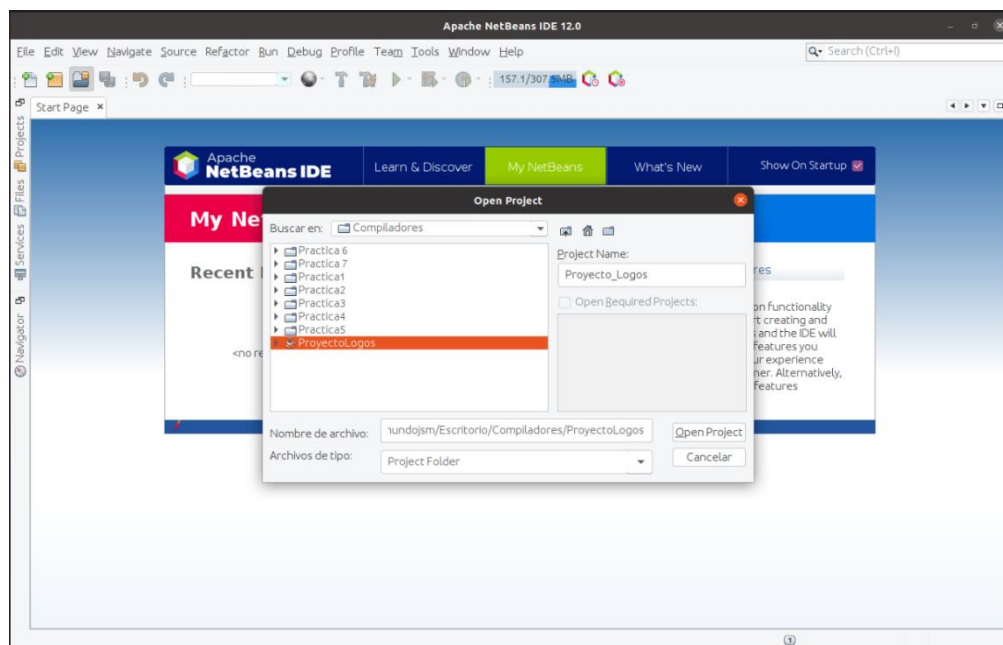 Apache NetBeans IDE 12.0
File Edit View Navigate Source Refactor Run Debug Profile Team Tools Window Help
Search (Ctrl+I)
157.1/307.5MB
Start Page
Projects
Files
Services
Navigator
Apache
NetBeans IDE
Learn & Discover
My NetBeans
What's New
Show On Startup
My Ne
Recent
<no re
Open Project
Buscar en:
Compiladores
Practica 6
Practica 7
Practica1
Practica2
Practica3
Practica4
Practica5
ProyectoLogos
Project Name:
Proyecto_Logos
Open Required Projects:
Nombre de archivo:
undojsm/Escritorio/Compiladores/ProyectoLogos
Open Project
Archivos de tipo:
Project Folder
Cancelar
res
on functionality
t creating and
s and the IDE will
features you
ur experience
ner. Alternatively,
features
1